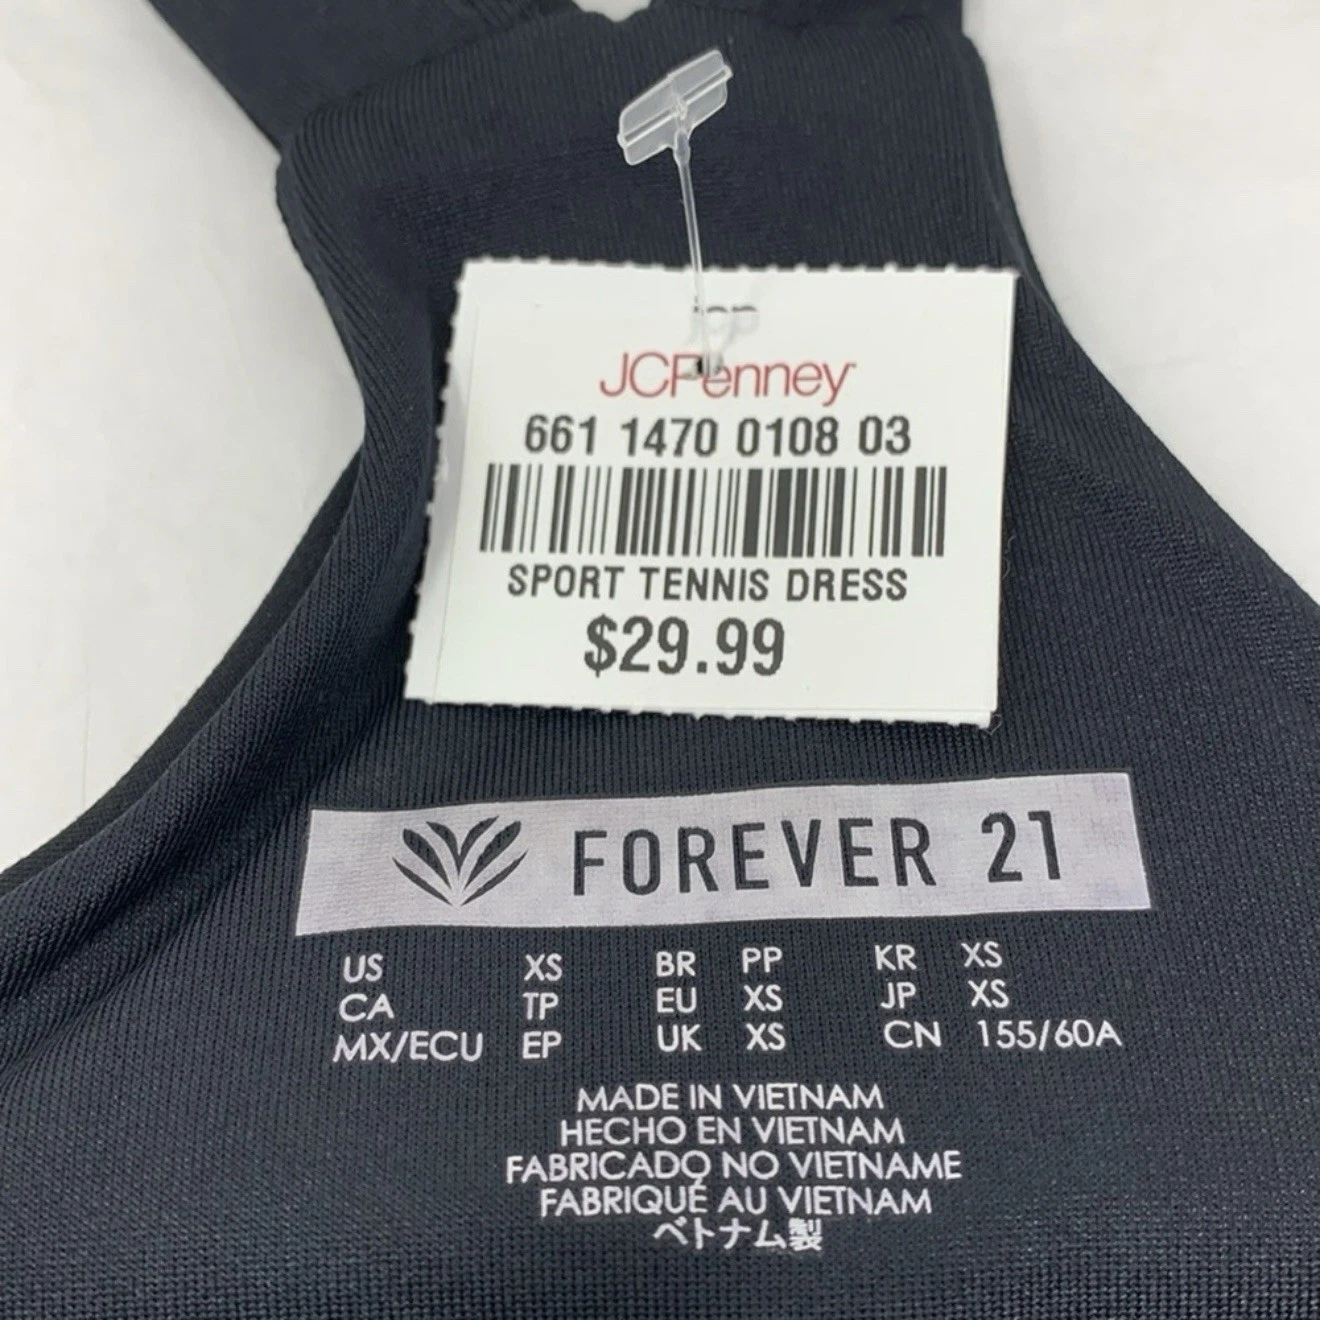 JCPenney
661 1470 0108 03
SPORT TENNIS DRESS
$29.99
FOREVER 21
US XS BR PP KR XS
CA TP EU XS JP XS
MX/ECU EP UK XS CN 155/60A
MADE IN VIETNAM
HECHO EN VIETNAM
FABRICADO NO VIETNAME
FABRIQUÉ AU VIETNAM
ベトナム製